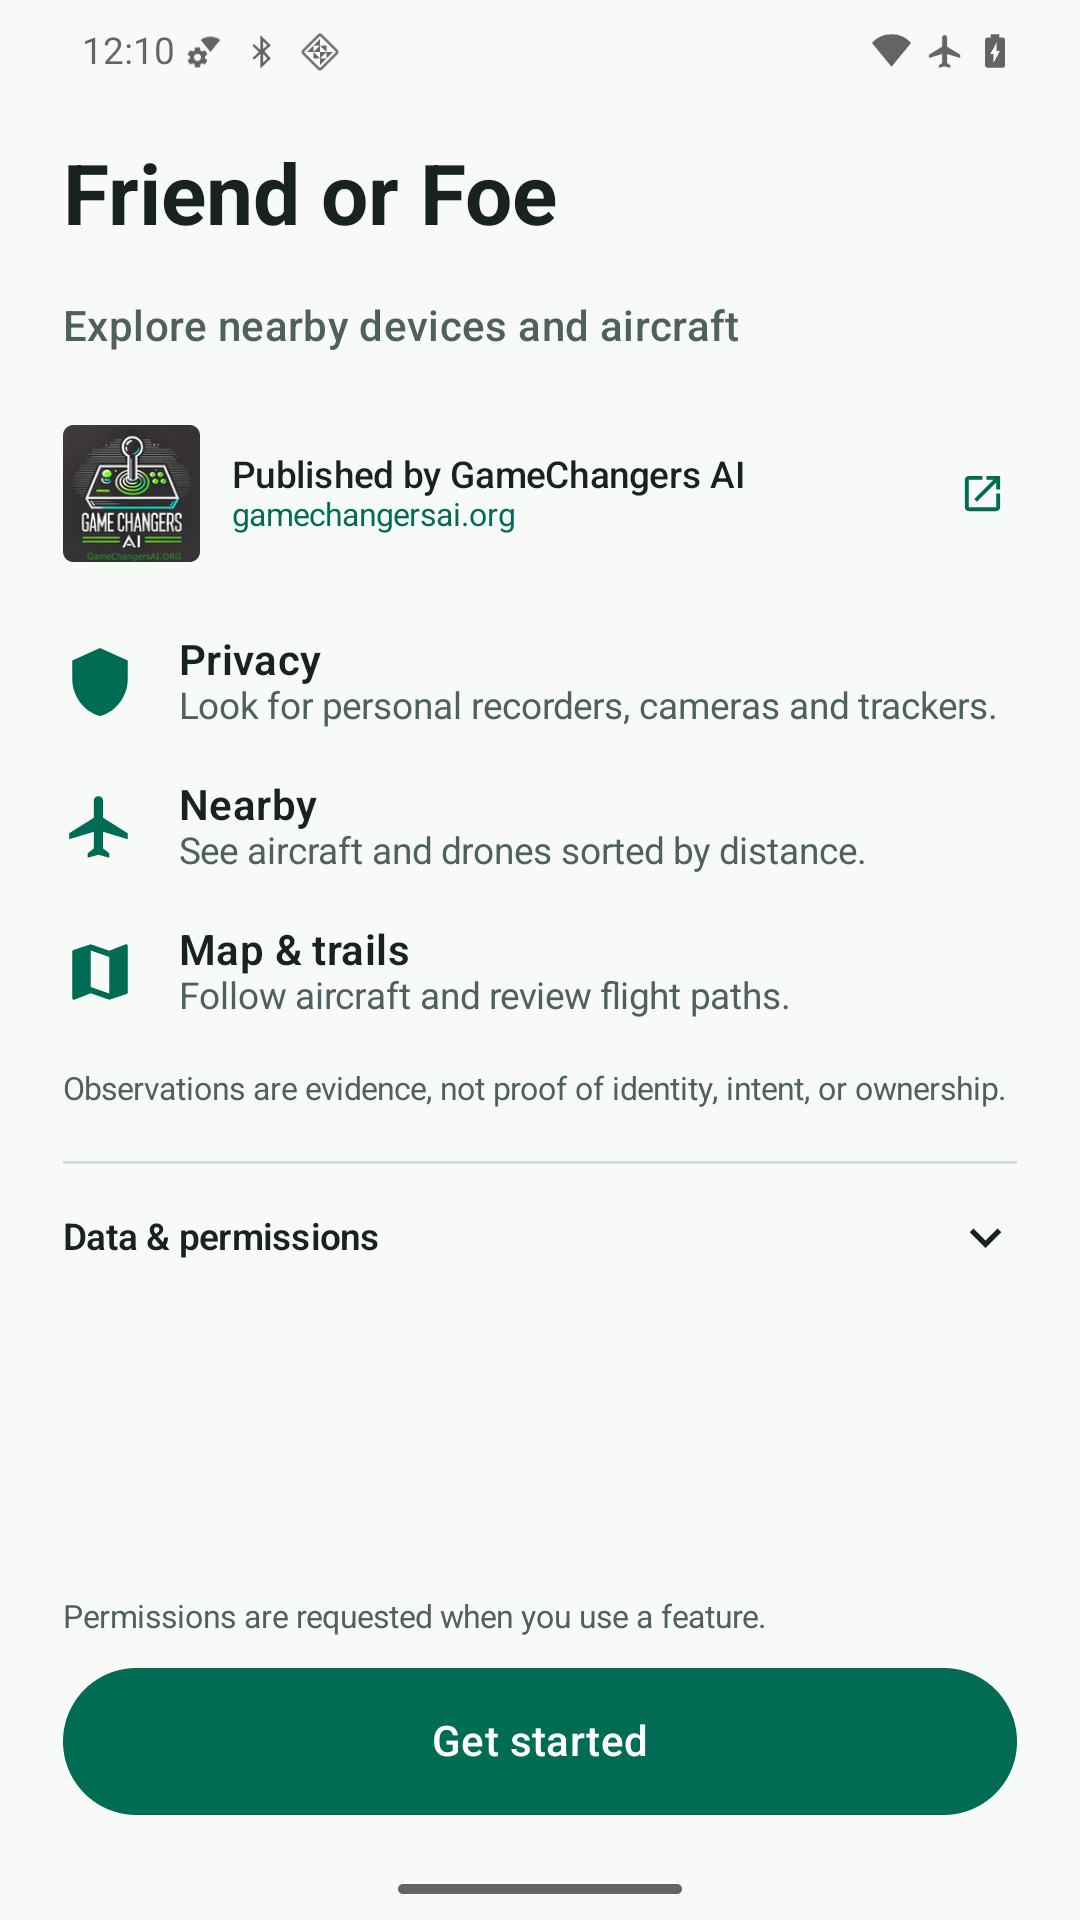 12:10
Friend or Foe
Explore nearby devices and aircraft
GAME CHANGERS
AI
GameChangersAI.ORG
Published by GameChangers AI
gamechangersai.org
Privacy
Look for personal recorders, cameras and trackers.
Nearby
See aircraft and drones sorted by distance.
Map & trails
Follow aircraft and review flight paths.
Observations are evidence, not proof of identity, intent, or ownership.
Data & permissions
Permissions are requested when you use a feature.
Get started